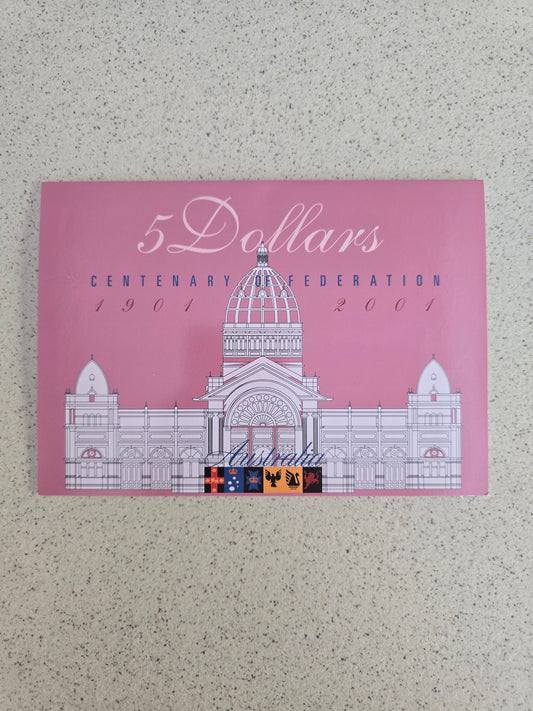 5 Dollars
CENTENARY OF FEDERATION
1901 2001
Australia